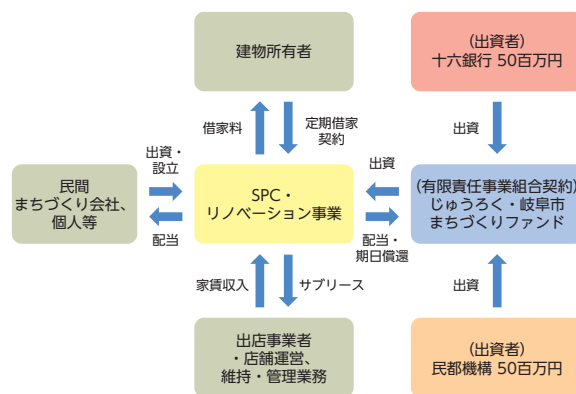 建物所有者
(出資者)
十六銀行 50百万円
借家料
定期借家
契約
出資
出資・
設立
出資
民間
まちづくり会社、
個人等
SPC・
リノベーション事業
(有限責任事業組合契約)
じゅうろく・岐阜市
まちづくりファンド
配当
配当・
期日償還
家賃収入
サブリース
出資
出店事業者
・店舗運営、
維持・管理業務
(出資者)
民都機構 50百万円